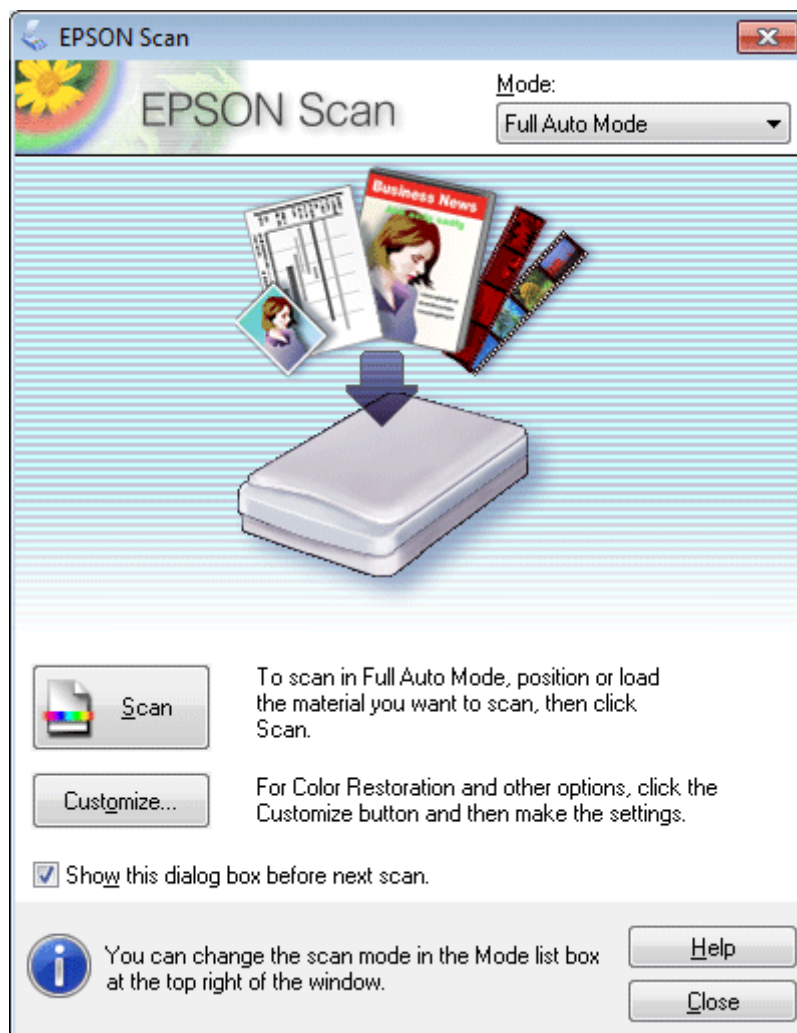 EPSON Scan
EPSON Scan
Mode:
Full Auto Mode
Business News
Scan
To scan in Full Auto Mode, position or load
the material you want to scan, then click
Scan.
Customize...
For Color Restoration and other options, click the
Customize button and then make the settings.
Show this dialog box before next scan.
You can change the scan mode in the Mode list box
at the top right of the window.
Help
Close